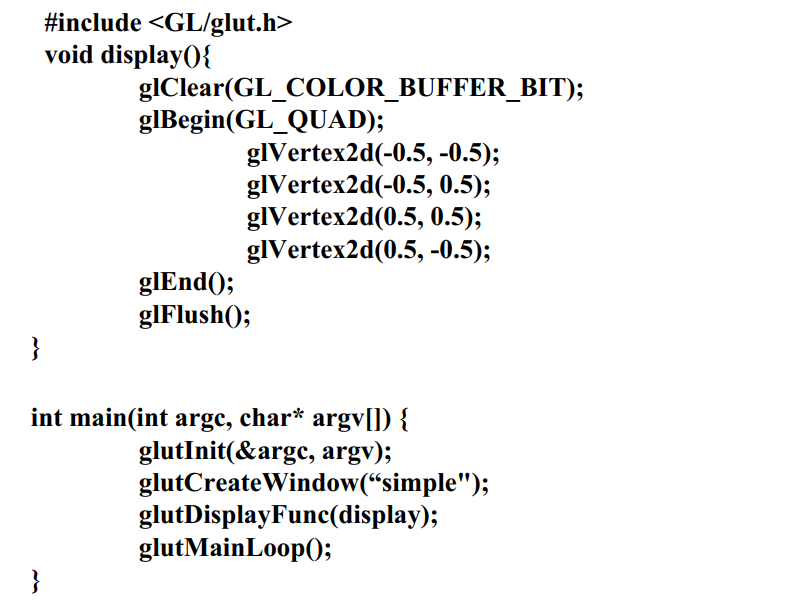 #include <GL/glut.h>
void display(){
glClear(GL_COLOR_BUFFER_BIT);
glBegin(GL_QUAD);
glVertex2d(-0.5, -0.5);
glVertex2d(-0.5, 0.5);
glVertex2d(0.5, 0.5);
glVertex2d(0.5, -0.5);
glEnd();
glFlush();
}
int main(int argc, char* argv[]) {
glutInit(&argc, argv);
glutCreateWindow(“simple");
glutDisplayFunc(display);
glutMainLoop();
}